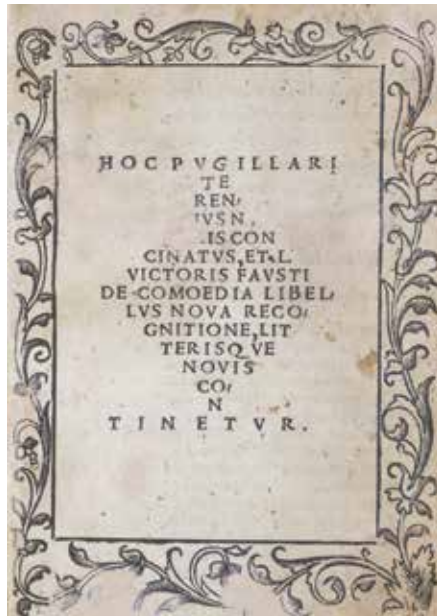 HOC PVGILLARI
TE
REN,
IVS N.
.IS CON
CINATVS, ET L.
VICTORIS FAVSTI
DE COMOEDIA LIBEL,
LVS NOVA RECO,
GNITIONE, LIT
TERISQVE
NOVIS
CO,
N
TINETVR.